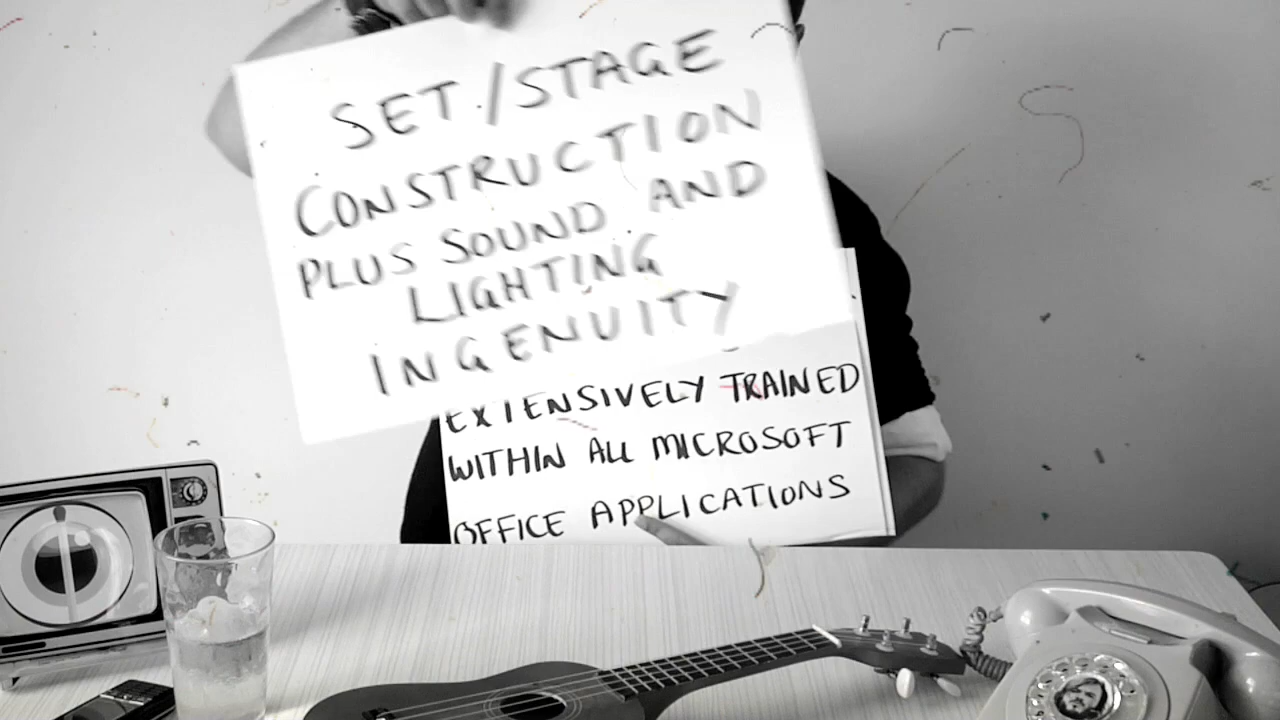 SET/STAGE
CONSTRUCTION
PLUS SOUND AND
LIGHTING
INGENUITY
EXTENSIVELY TRAINED
WITHIN ALL MICROSOFT
OFFICE APPLICATIONS